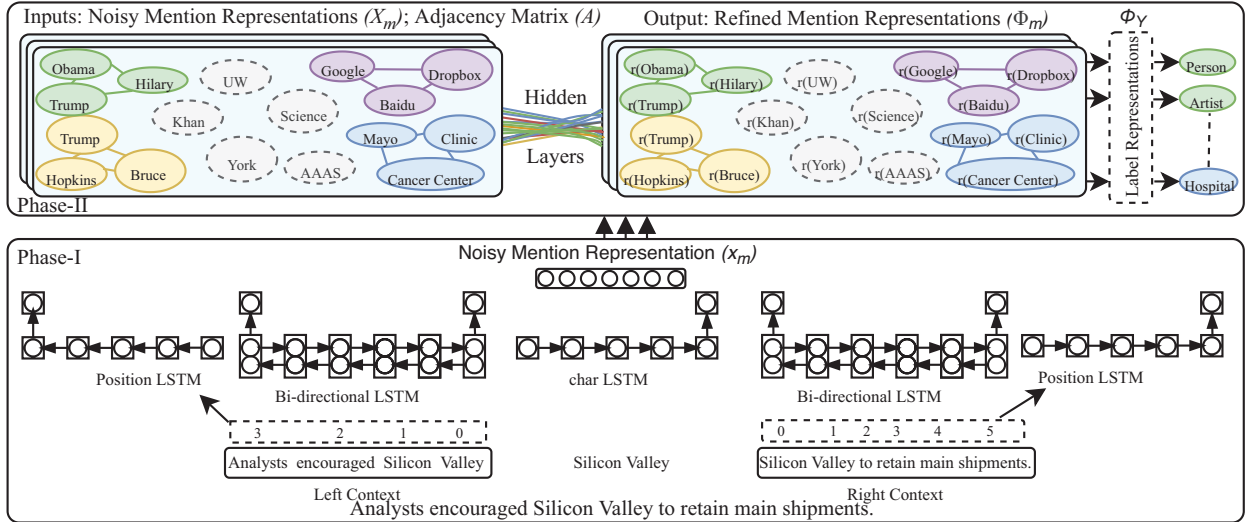 Inputs: Noisy Mention Representations (Xm); Adjacency Matrix (A)
Output: Refined Mention Representations (Φm)
ΦY
Obama
Hilary
Trump
UW
Khan
Science
York
AAAS
Google
Dropbox
Baidu
Trump
Hopkins
Bruce
Mayo
Clinic
Cancer Center
Hidden
Layers
r(Obama)
r(Hilary)
r(Trump)
r(UW)
r(Khan)
r(Science)
r(York)
r(AAAS)
r(Google)
r(Dropbox)
r(Baidu)
r(Trump)
r(Hopkins)
r(Bruce)
r(Mayo)
r(Clinic)
r(Cancer Center)
Label Representations
Person
Artist
Hospital
Phase-II
Phase-I
Noisy Mention Representation (xm)
Position LSTM
Bi-directional LSTM
char LSTM
Bi-directional LSTM
Position LSTM
3 2 1 0
0 1 2 3 4 5
Analysts encouraged Silicon Valley
Silicon Valley
Silicon Valley to retain main shipments.
Left Context
Right Context
Analysts encouraged Silicon Valley to retain main shipments.